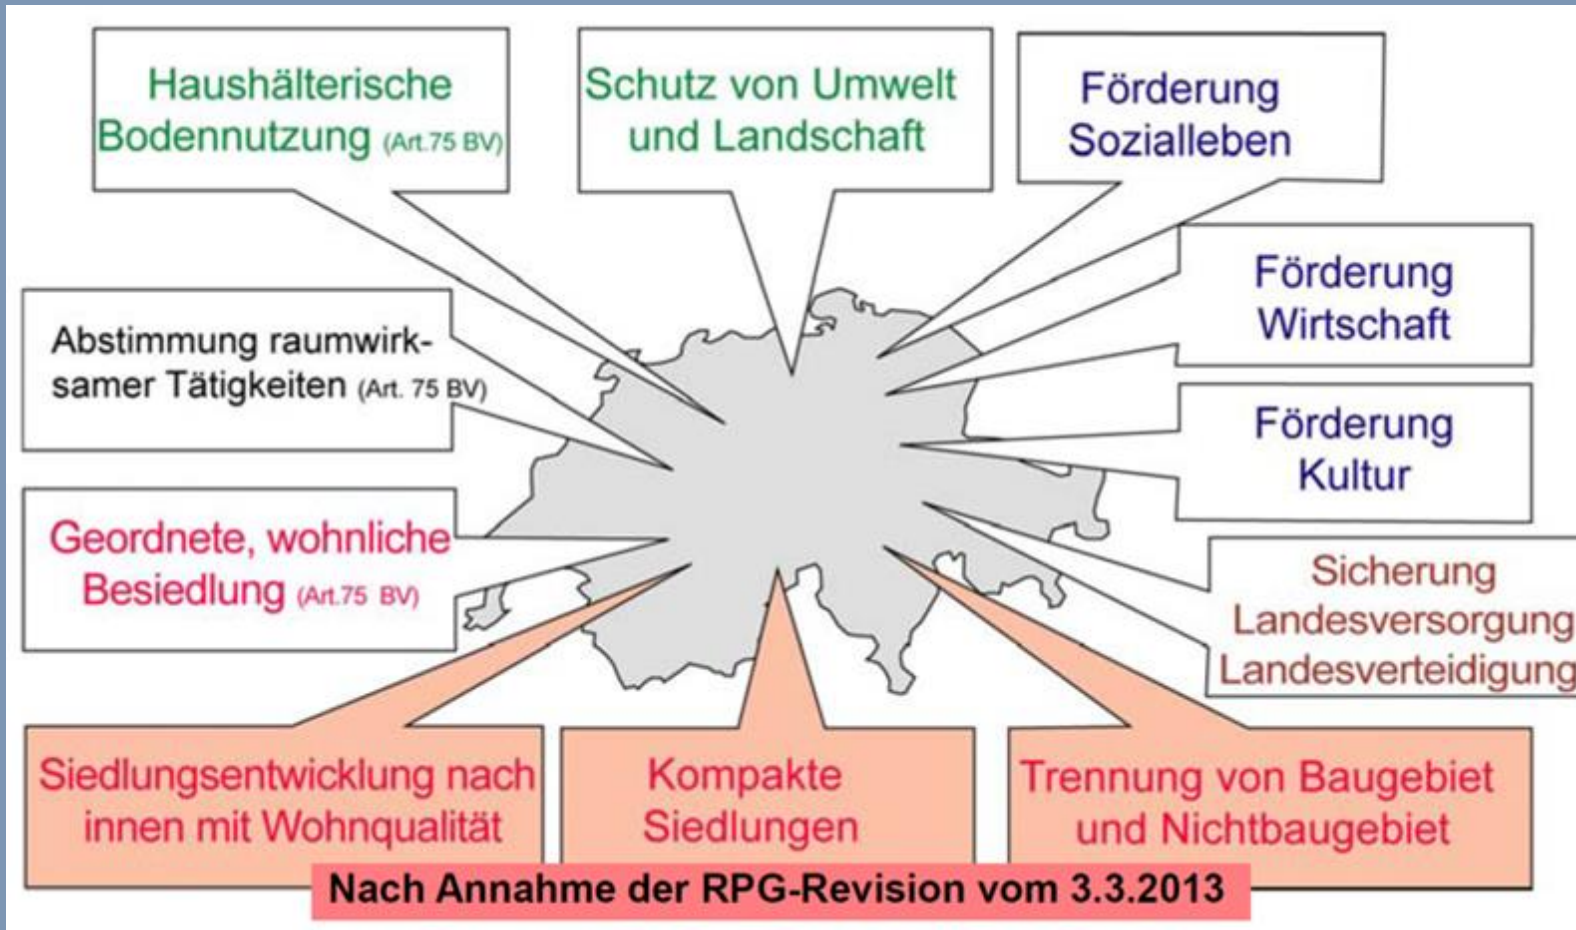 Haushälterische
Bodennutzung (Art.75 BV)
Schutz von Umwelt
und Landschaft
Förderung
Sozialleben
Förderung
Wirtschaft
Abstimmung raumwirk-
samer Tätigkeiten (Art. 75 BV)
Förderung
Kultur
Geordnete, wohnliche
Besiedlung (Art.75 BV)
Sicherung
Landesversorgung
Landesverteidigung
Siedlungsentwicklung nach
innen mit Wohnqualität
Kompakte
Siedlungen
Trennung von Baugebiet
und Nichtbaugebiet
Nach Annahme der RPG-Revision vom 3.3.2013